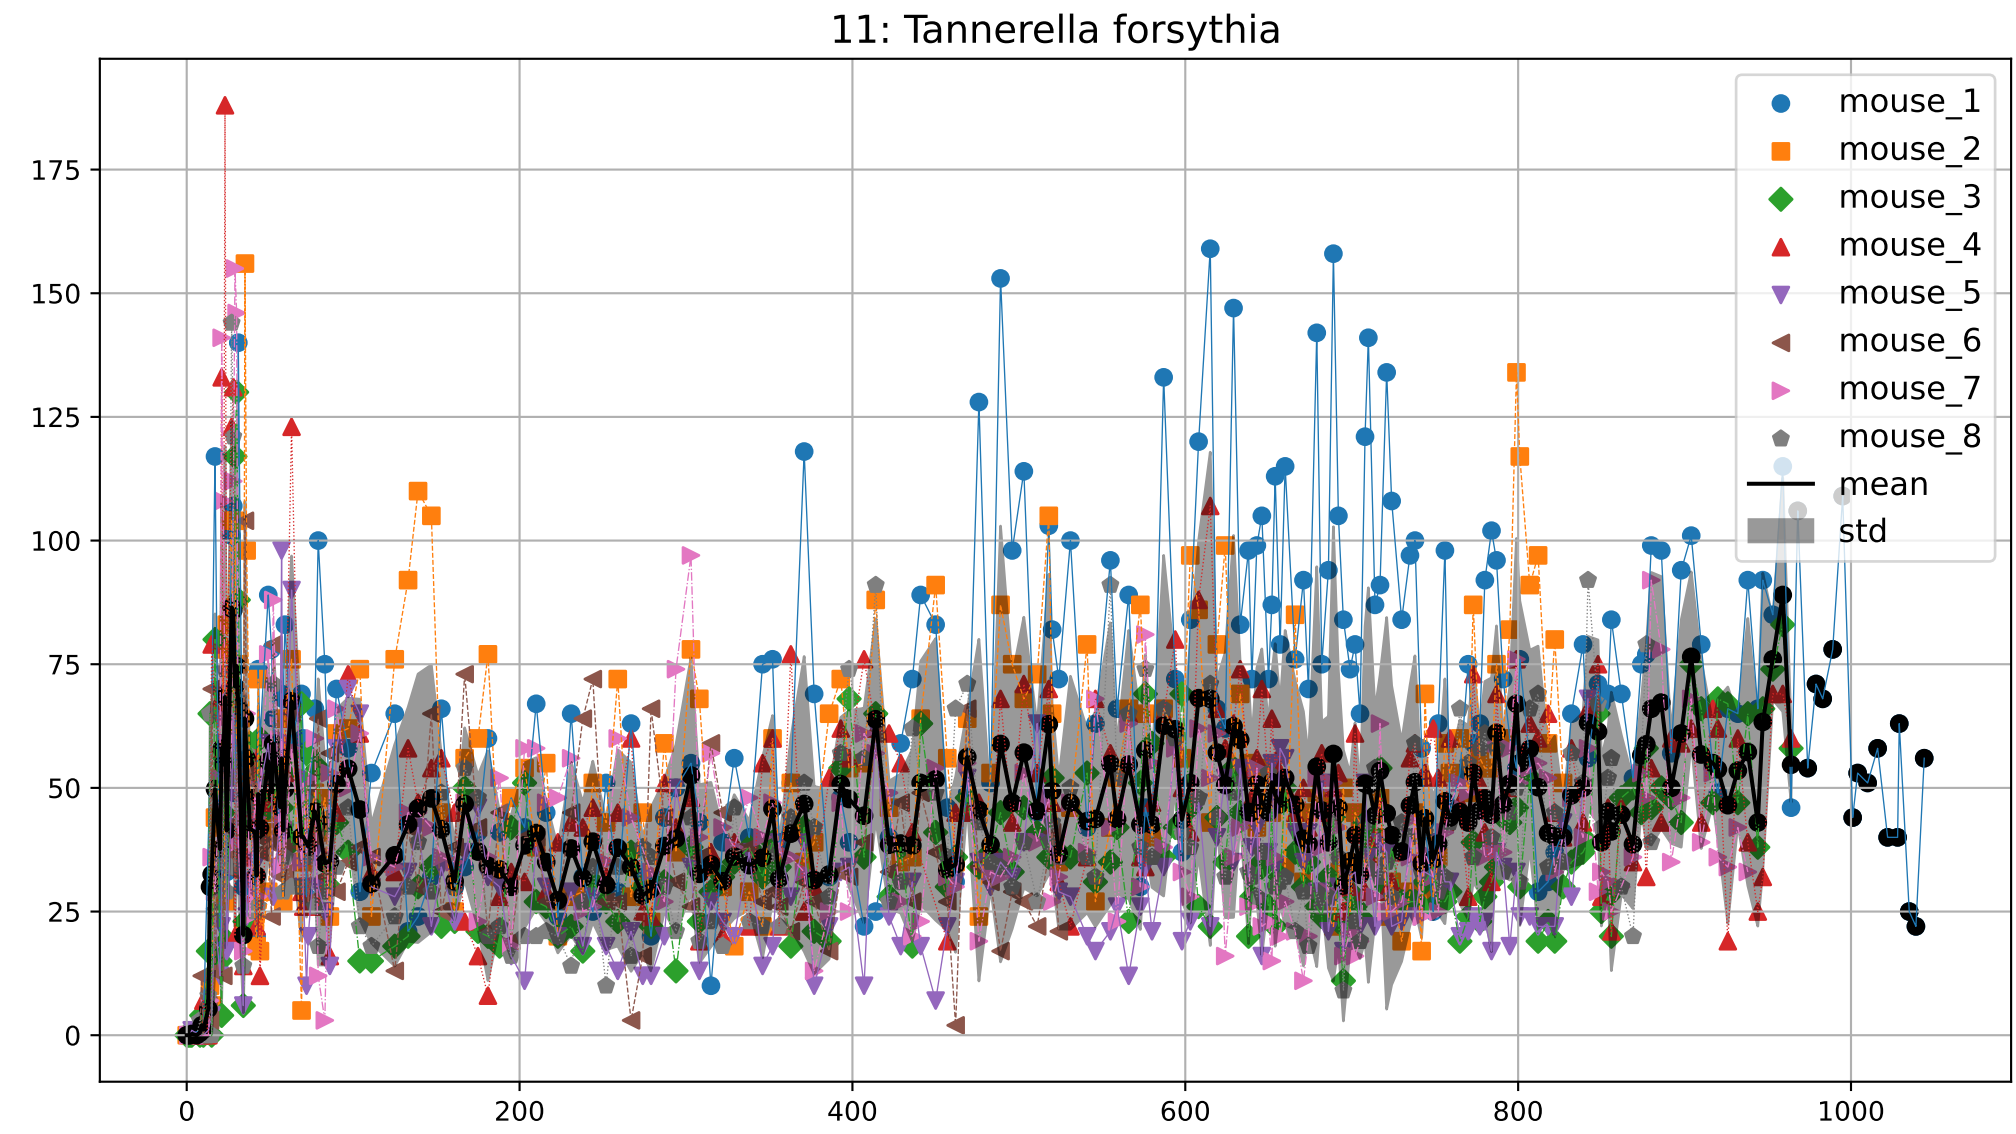 11: Tannerella forsythia
175
150
125
100
75
50
25
0
0 200 400 600 800 1000
mouse_1
mouse_2
mouse_3
mouse_4
mouse_5
mouse_6
mouse_7
mouse_8
mean
std